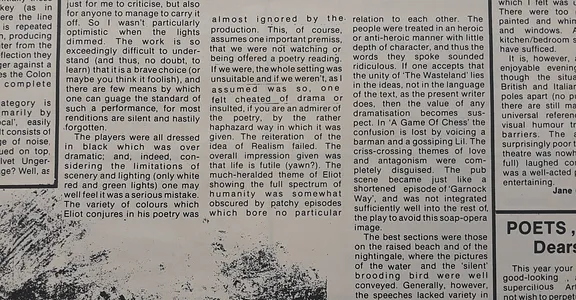 key (as in
ere the line
is repeated
n, producing
ter from the
flection they
ger against a
es the Colon
complete
ategory is
marily by
cal', easily
It consists of
ge of noise,
ued on top,
lvet Unger-
ge? Well, as
just for me to criticise, but also
for anyone to manage to carry it
off. So I wasn't particularly
optimistic when the lights
dimmed. The work is so
exceedingly difficult to under-
stand (and thus, no doubt, to
learn) that it is a brave choice (or
maybe you think it foolish), and
there are few means by which
one can guage the standard of
such a performance, for most
renditions are silent and hastily
forgotten.
The players were all dressed
in black which was over
dramatic; and, indeed, con-
sidering the limitations of
scenery and lighting (only white
red and green lights) one may
well feel it was a serious mistake.
The variety of colours which
Eliot conjures in his poetry was
almost ignored by the
production. This, of course,
assumes one important premiss,
that we were not watching or
being offered a poetry reading.
If we were, the whole setting was
unsuitable and if we weren't, as I
assumed was so, one
felt cheated of drama or
insulted, if you are an admirer of
the poetry, by the rather
haphazard way in which it was
given. The reiteration of the
idea of Realism failed. The
overall impression given was
that life is futile (yawn?). The
much-heralded theme of Eliot
showing the full spectrum of
humanity was somewhat
obscured by patchy episodes
which bore no particular
relation to each other. The
people were treated in an heroic
or anti-heroic manner with little
depth of character, and thus the
words they spoke sounded
ridiculous. If one accepts that
the unity of 'The Wasteland' lies
in the ideas, not in the language
of the text, as the present writer
does, then the value of any
dramatisation becomes sus-
pect. In 'A Game Of Chess' the
confusion is lost by voicing a
barman and a gossiping Lil. The
criss-crossing themes of love
and antagonism were com-
pletely disguised. The pub
scene became just like a
shortened episode of 'Garnock
Way', and was not integrated
sufficiently well into the rest of,
the play to avoid this soap-opera
image.
The best sections were those
on the raised beach and of the
nightingale, where the pictures
of the water and the 'silent'
brooding empire were well
conveyed. Generally, however,
the speeches lacked variety in
which I felt was
There were too
painted and whim
and windows. A
kitchen/bedroom s
have sufficed.
It is, however, a
enjoyable evening
though the situa
British and Italian
poles apart (no pu
there are still ma
universal referen
visual humour tr
barriers. The a
surprisingly poor
theatre was nowh
full) laughed con
was a well-acted p
entertaining.
Jane
POETS,
Dears
This year your
good-looking,
supercilious Ar
not wish to perpet